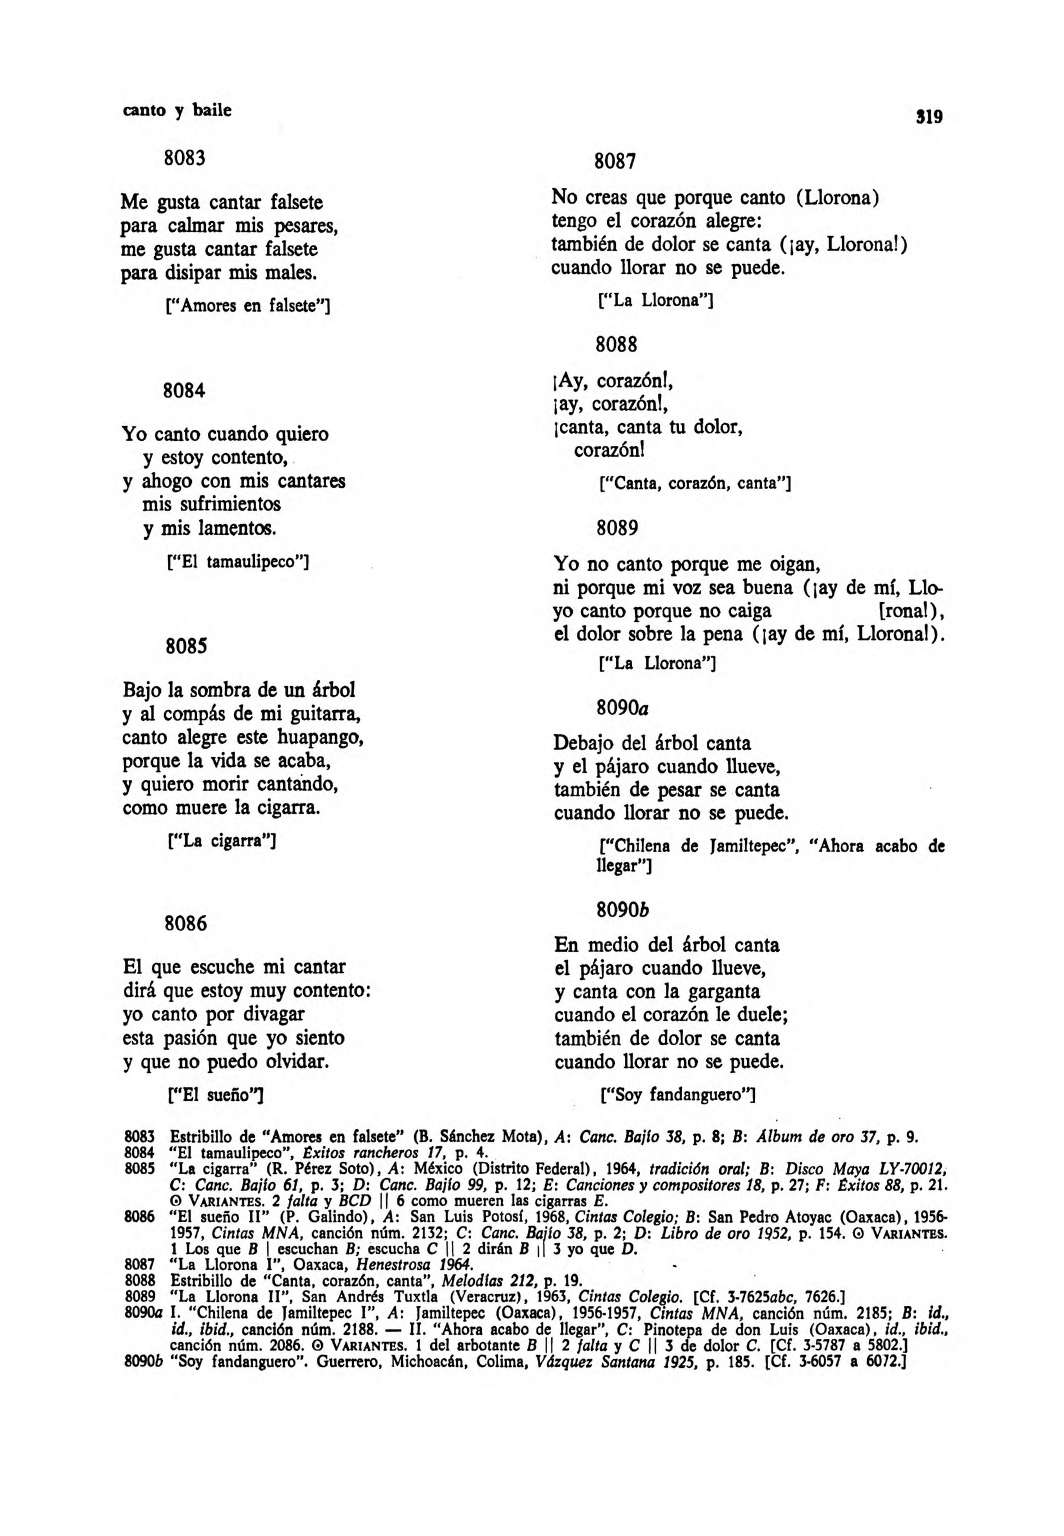 canto y baile
319
8083
Me gusta cantar falsete
para calmar mis pesares,
me gusta cantar falsete
para disipar mis males.
["Amores en falsete"]
8084
Yo canto cuando quiero
y estoy contento,
y ahogo con mis cantares
mis sufrimientos
y mis lamentos.
["El tamaulipeco"]
8085
Bajo la sombra de un árbol
y al compás de mi guitarra,
canto alegre este huapango,
porque la vida se acaba,
y quiero morir cantando,
como muere la cigarra.
["La cigarra"]
8086
El que escuche mi cantar
dirá que estoy muy contento:
yo canto por divagar
esta pasión que yo siento
y que no puedo olvidar.
["El sueño"]
8087
No creas que porque canto (Llorona)
tengo el corazón alegre:
también de dolor se canta (¡ay, Llorona!)
cuando llorar no se puede.
["La Llorona"]
8088
¡Ay, corazón!,
¡ay, corazón!,
¡canta, canta tu dolor,
corazón!
["Canta, corazón, canta"]
8089
Yo no canto porque me oigan,
ni porque mi voz sea buena (¡ay de mí, Llo-
yo canto porque no caiga [rona!),
el dolor sobre la pena (¡ay de mí, Llorona!).
["La Llorona"]
8090a
Debajo del árbol canta
y el pájaro cuando llueve,
también de pesar se canta
cuando llorar no se puede.
["Chilena de Jamiltepec", "Ahora acabo de
llegar"]
8090b
En medio del árbol canta
el pájaro cuando llueve,
y canta con la garganta
cuando el corazón le duele;
también de dolor se canta
cuando llorar no se puede.
["Soy fandanguero"]
8083 Estribillo de "Amores en falsete" (B. Sánchez Mota), A: Canc. Bajío 38, p. 8; B: Álbum de oro 37, p. 9.
8084 "El tamaulipeco", Éxitos rancheros 17, p. 4.
8085 "La cigarra" (R. Pérez Soto), A: México (Distrito Federal), 1964, tradición oral; B: Disco Maya LY-70012,
C: Canc. Bajío 61, p. 3; D: Canc. Bajío 99, p. 12; E: Canciones y compositores 18, p. 27; F: Éxitos 88, p. 21.
⊙ VARIANTES. 2 falta y BCD || 6 como mueren las cigarras E.
8086 "El sueño II" (P. Galindo), A: San Luis Potosí, 1968, Cintas Colegio; B: San Pedro Atoyac (Oaxaca), 1956-
1957, Cintas MNA, canción núm. 2132; C: Canc. Bajío 38, p. 2; D: Libro de oro 1952, p. 154. ⊙ VARIANTES.
1 Los que B | escuchan B; escucha C || 2 dirán B || 3 yo que D.
8087 "La Llorona I", Oaxaca, Henestrosa 1964.
8088 Estribillo de "Canta, corazón, canta", Melodías 212, p. 19.
8089 "La Llorona II", San Andrés Tuxtla (Veracruz), 1963, Cintas Colegio. [Cf. 3-7625abc, 7626.]
8090a I. "Chilena de Jamiltepec I", A: Jamiltepec (Oaxaca), 1956-1957, Cintas MNA, canción núm. 2185; B: id.,
id., ibid., canción núm. 2188. — II. "Ahora acabo de llegar", C: Pinotepa de don Luis (Oaxaca), id., ibid.,
canción núm. 2086. ⊙ VARIANTES. 1 del arbotante B || 2 falta y C || 3 de dolor C. [Cf. 3-5787 a 5802.]
8090b "Soy fandanguero". Guerrero, Michoacán, Colima, Vázquez Santana 1925, p. 185. [Cf. 3-6057 a 6072.]